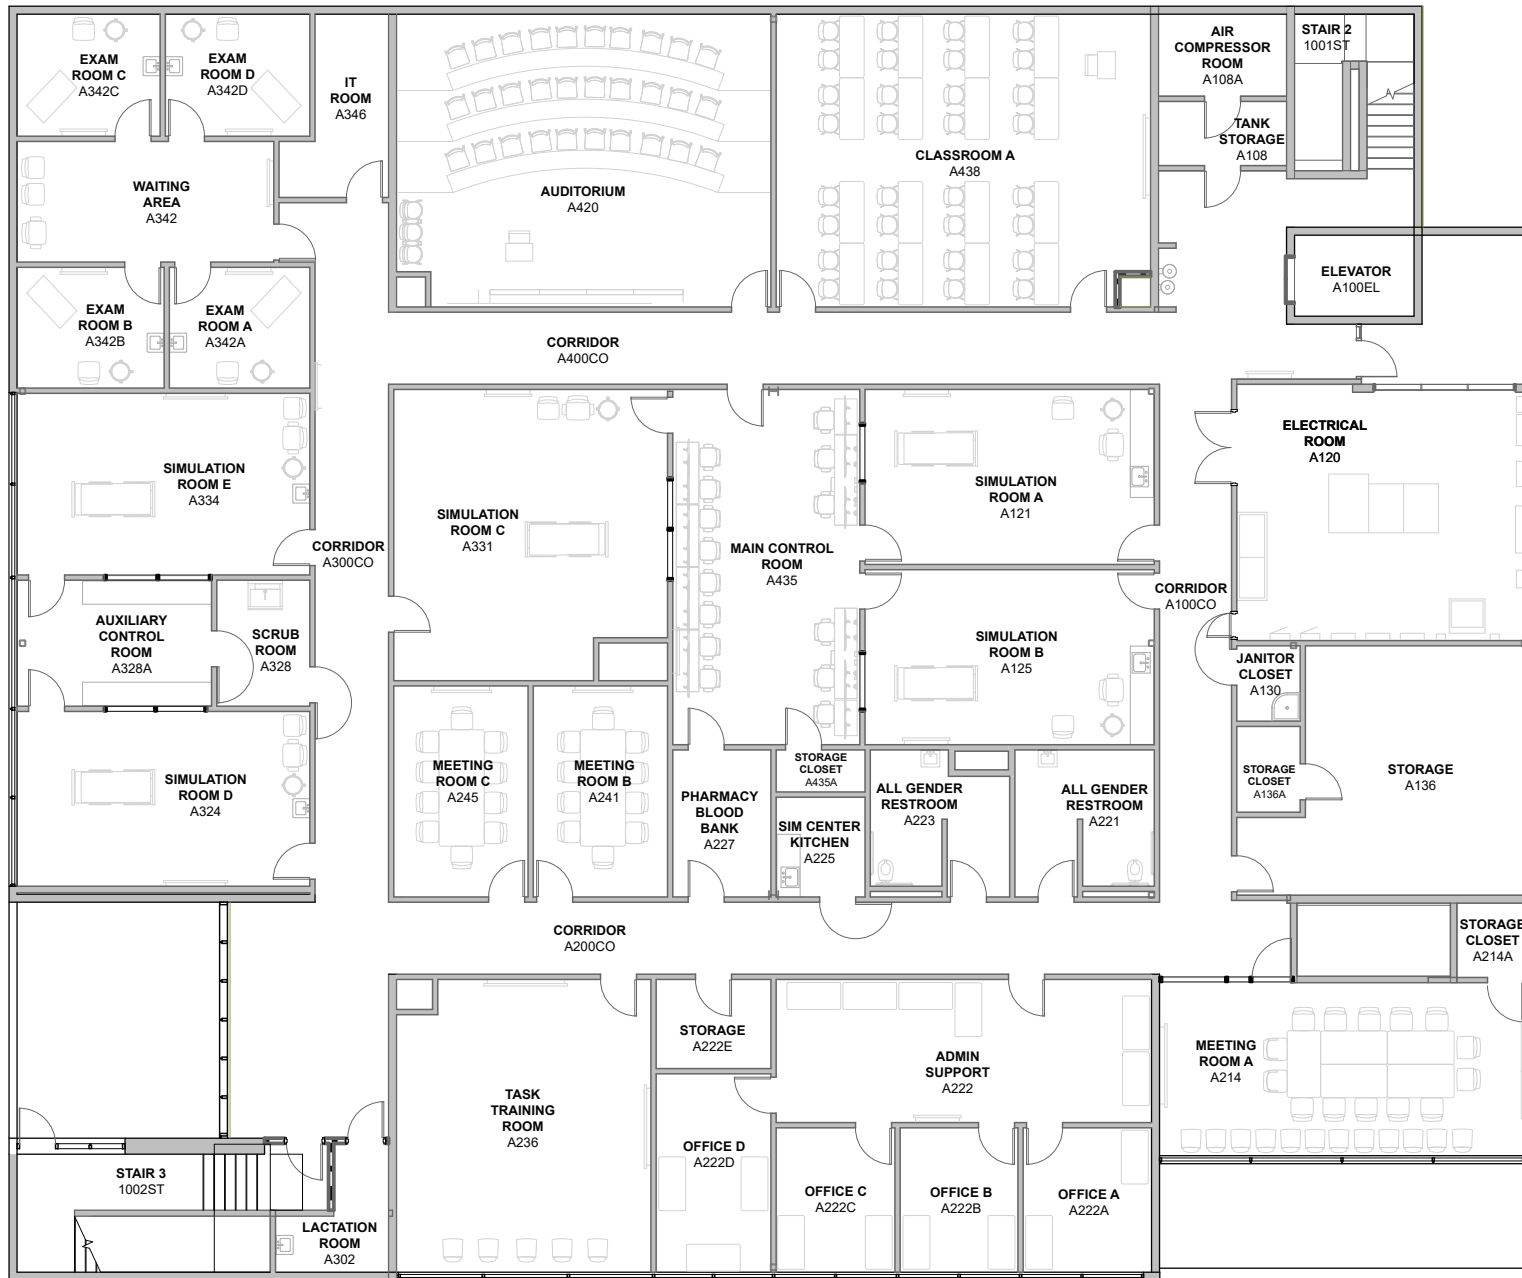 EXAM
ROOM C
A342C
EXAM
ROOM D
A342D
IT
ROOM
A346
AUDITORIUM
A420
CLASSROOM A
A438
AIR
COMPRESSOR
ROOM
A108A
STAIR 2
1001ST
TANK
STORAGE
A108
WAITING
AREA
A342
ELEVATOR
A100EL
EXAM
ROOM B
A342B
EXAM
ROOM A
A342A
CORRIDOR
A400CO
SIMULATION
ROOM E
A334
SIMULATION
ROOM C
A331
SIMULATION
ROOM A
A121
ELECTRICAL
ROOM
A120
CORRIDOR
A300CO
MAIN CONTROL
ROOM
A435
CORRIDOR
A100CO
AUXILIARY
CONTROL
ROOM
A328A
SCRUB
ROOM
A328
SIMULATION
ROOM B
A125
JANITOR
CLOSET
A130
SIMULATION
ROOM D
A324
MEETING
ROOM C
A245
MEETING
ROOM B
A241
PHARMACY
BLOOD
BANK
A227
STORAGE
CLOSET
A435A
SIM CENTER
KITCHEN
A225
ALL GENDER
RESTROOM
A223
ALL GENDER
RESTROOM
A221
STORAGE
CLOSET
A136A
STORAGE
A136
CORRIDOR
A200CO
STORAGE
CLOSET
A214A
STORAGE
A222E
ADMIN
SUPPORT
A222
MEETING
ROOM A
A214
TASK
TRAINING
ROOM
A236
OFFICE D
A222D
STAIR 3
1002ST
OFFICE C
A222C
OFFICE B
A222B
OFFICE A
A222A
LACTATION
ROOM
A302